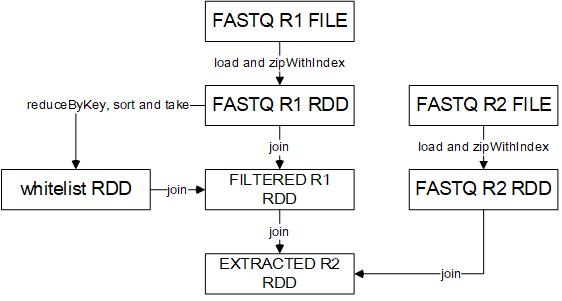 FASTQ R1 FILE
load and zipWithIndex
reduceByKey, sort and take
FASTQ R1 RDD
FASTQ R2 FILE
join
load and zipWithIndex
whitelist RDD
join
FILTERED R1
RDD
FASTQ R2 RDD
join
EXTRACTED R2
RDD
join